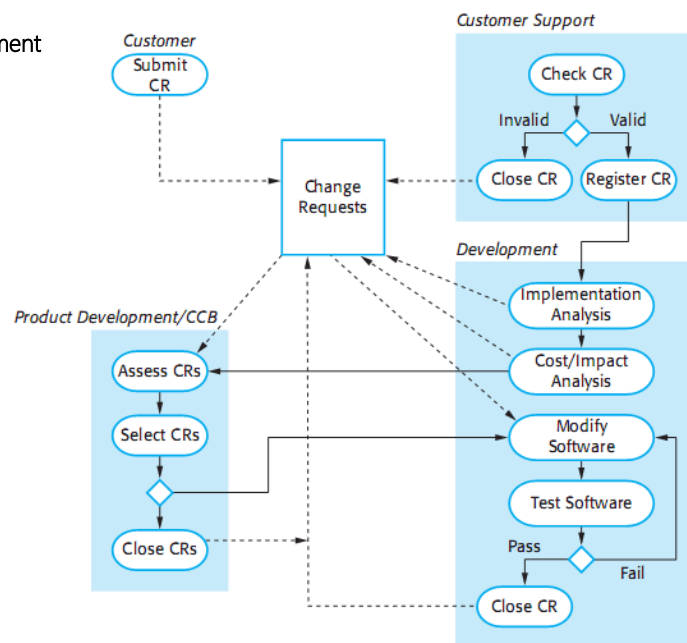 ment
Customer
Submit
CR
Customer Support
Check CR
Invalid
Valid
Close CR
Register CR
Change
Requests
Development
Implementation
Analysis
Cost/Impact
Analysis
Product Development/CCB
Assess CRs
Select CRs
Close CRs
Modify
Software
Test Software
Pass
Fail
Close CR